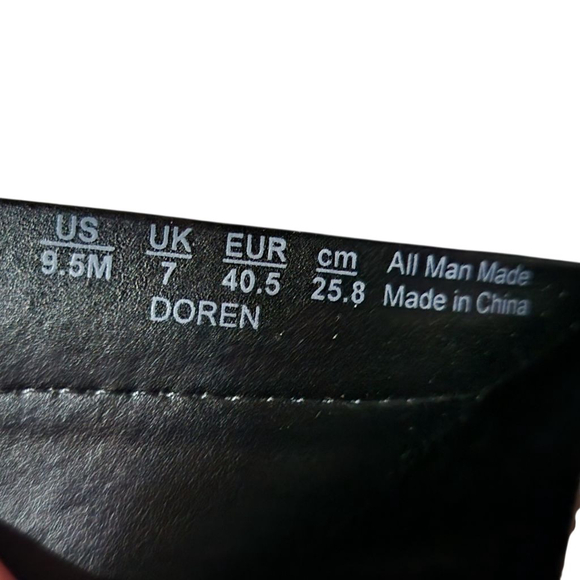 US UK EUR cm All Man Made
9.5M 7 40.5 25.8 Made in China
DOREN